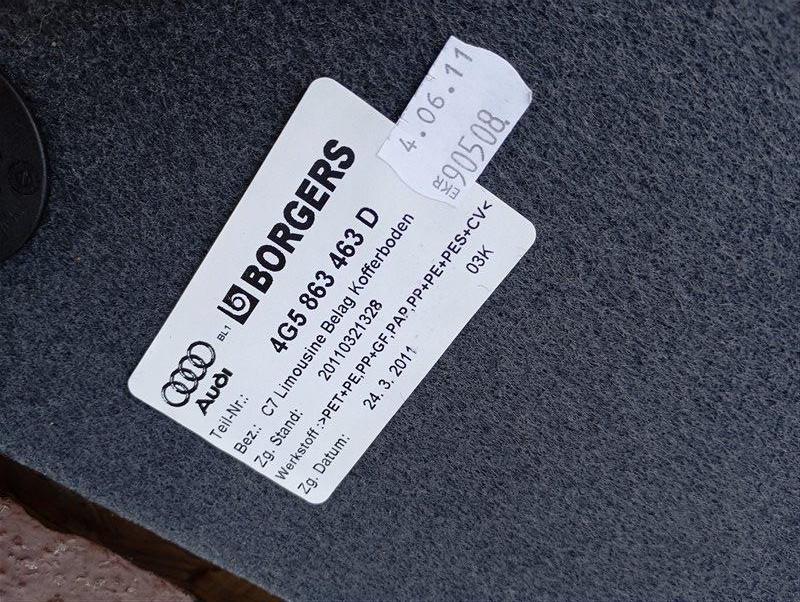 4.06.11
EKR 90508
BL1 BORGERS
Audi
Teil-Nr.: 4G5 863 463 D
Bez.: C7 Limousine Belag Kofferboden
Zg. Stand: 20110321328
Werkstoff:>PET+PE,PP+GF,PAP,PP+PE+PES+CV<
Zg. Datum: 24.3.2011 03K